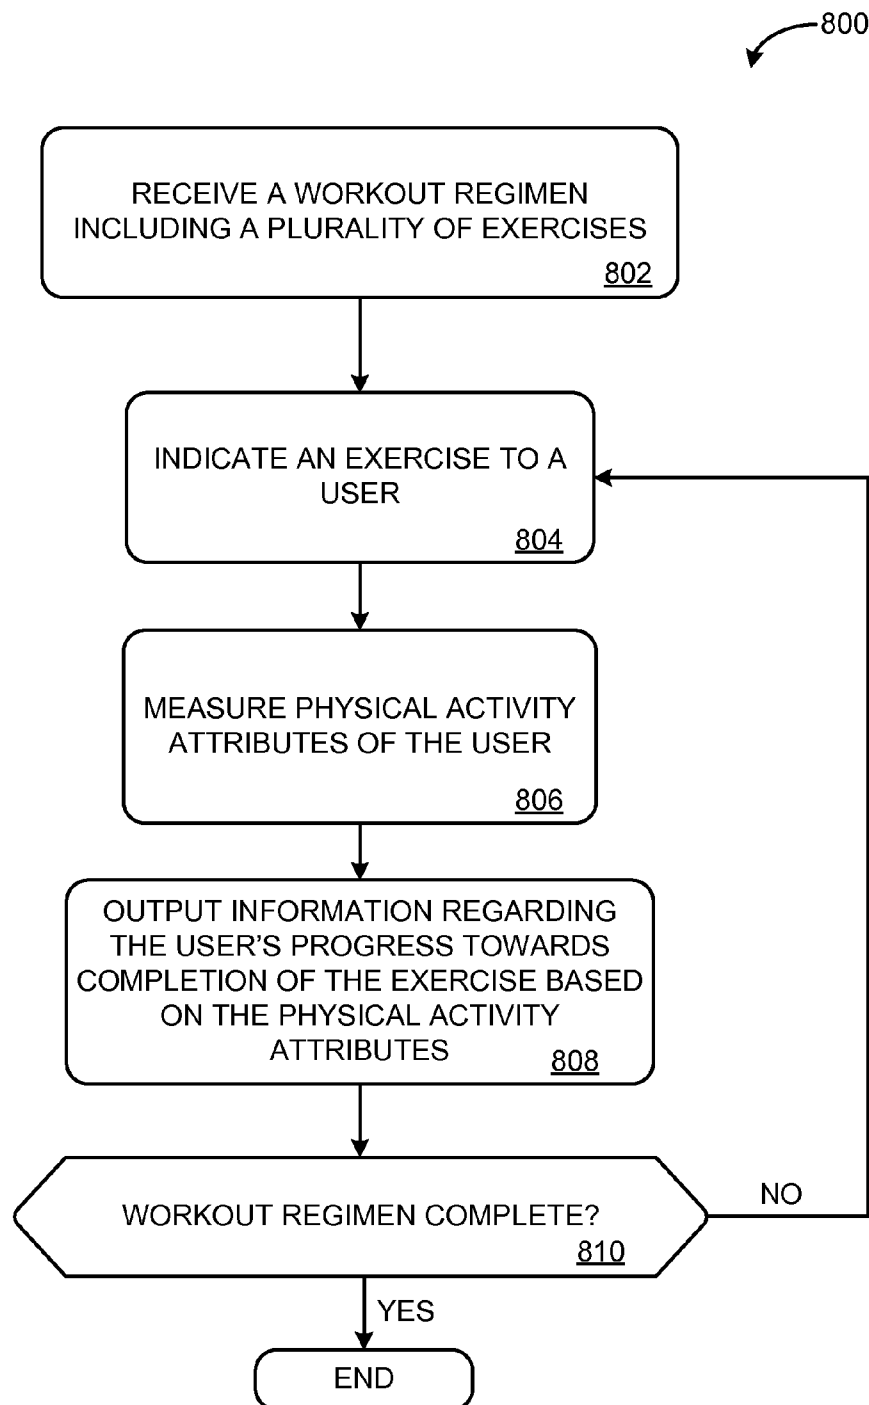 800
RECEIVE A WORKOUT REGIMEN
INCLUDING A PLURALITY OF EXERCISES
802
INDICATE AN EXERCISE TO A
USER
804
MEASURE PHYSICAL ACTIVITY
ATTRIBUTES OF THE USER
806
OUTPUT INFORMATION REGARDING
THE USER'S PROGRESS TOWARDS
COMPLETION OF THE EXERCISE BASED
ON THE PHYSICAL ACTIVITY
ATTRIBUTES
808
WORKOUT REGIMEN COMPLETE?
810
NO
YES
END